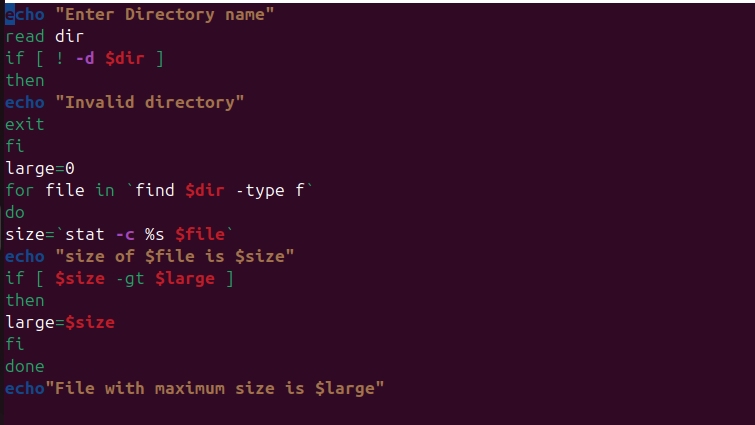 echo "Enter Directory name"
read dir
if [ ! -d $dir ]
then
echo "Invalid directory"
exit
fi
large=0
for file in `find $dir -type f`
do
size=`stat -c %s $file`
echo "size of $file is $size"
if [ $size -gt $large ]
then
large=$size
fi
done
echo"File with maximum size is $large"